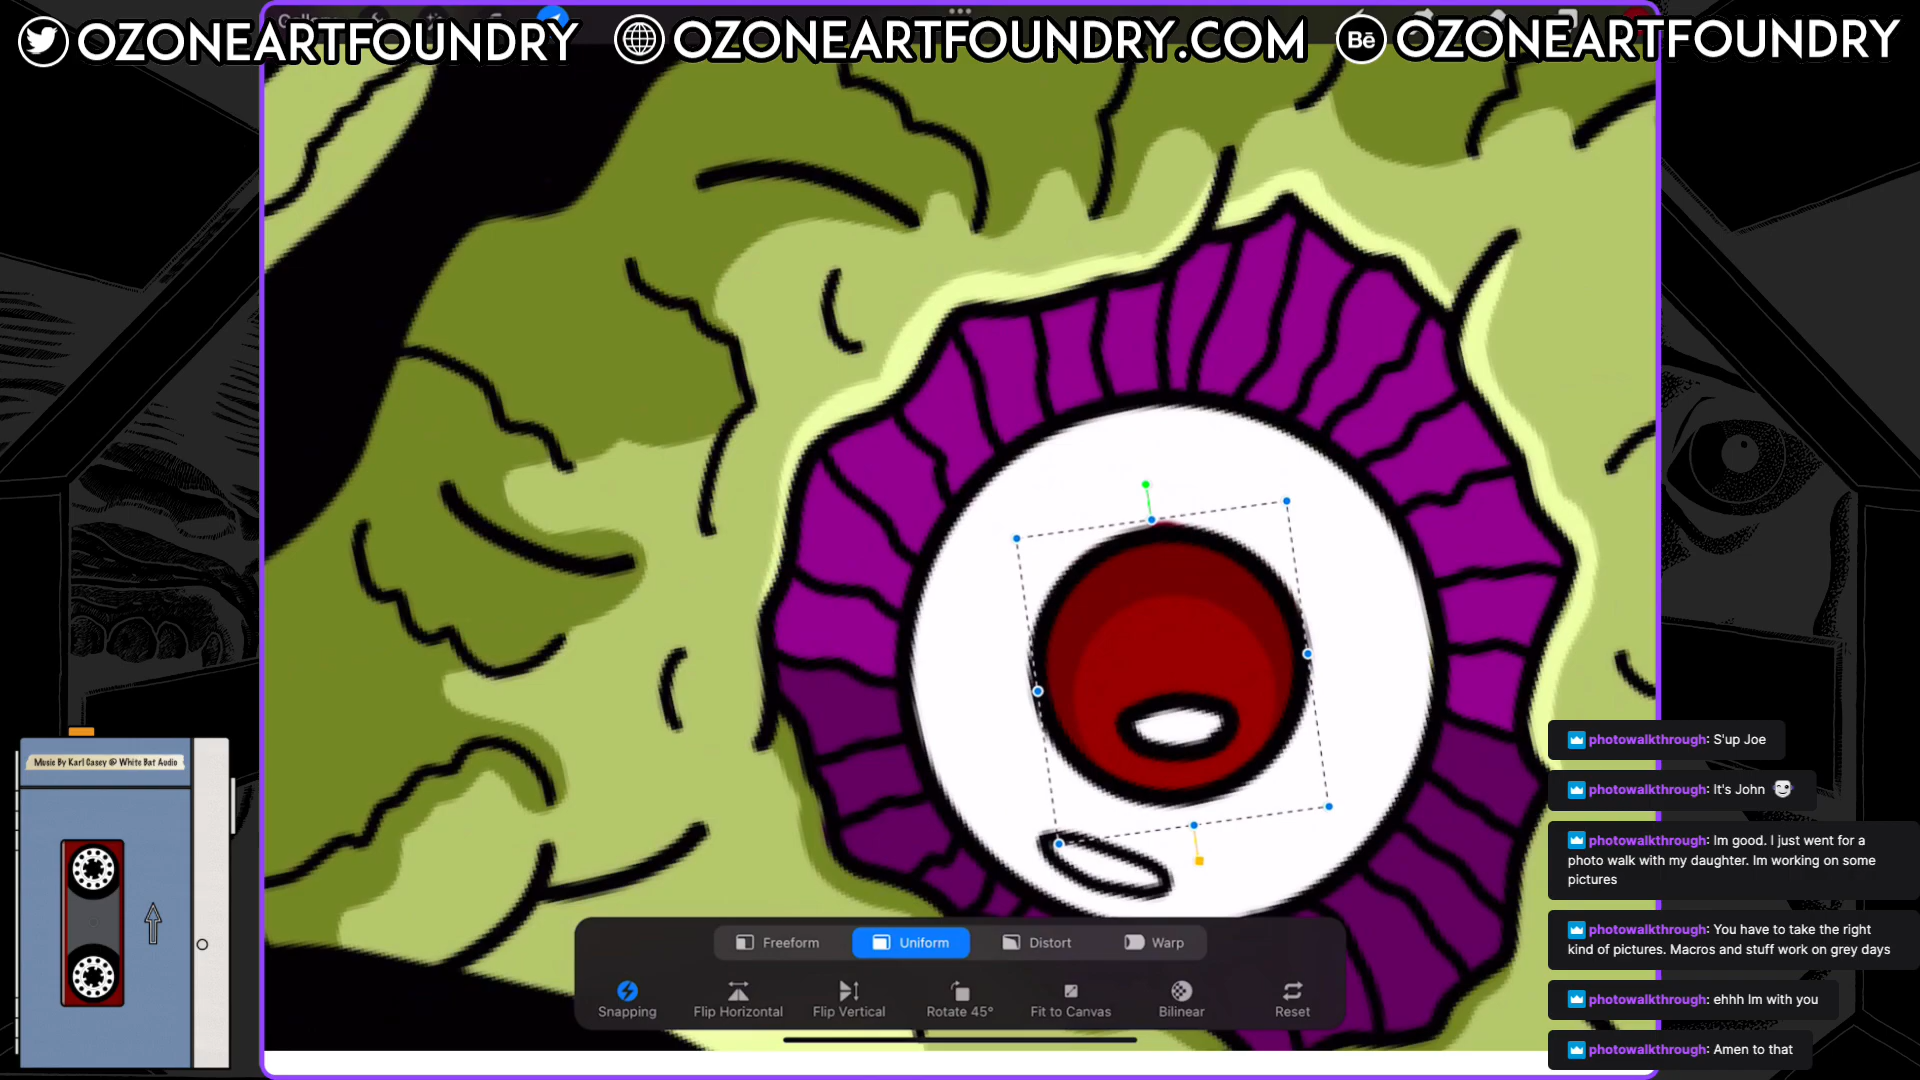 OZONEARTFOUNDRY
OZONEARTFOUNDRY.COM
Bē OZONEARTFOUNDRY
Music By Karl Casey @ White Bat Audio
photowalkthrough: S'up Joe
photowalkthrough: It's John
photowalkthrough: Im good. I just went for a
photo walk with my daughter. Im working on some
pictures
photowalkthrough: You have to take the right
kind of pictures. Macros and stuff work on grey days
photowalkthrough: ehhh Im with you
photowalkthrough: Amen to that
Freeform
Uniform
Distort
Warp
Snapping
Flip Horizontal
Flip Vertical
Rotate 45°
Fit to Canvas
Bilinear
Reset